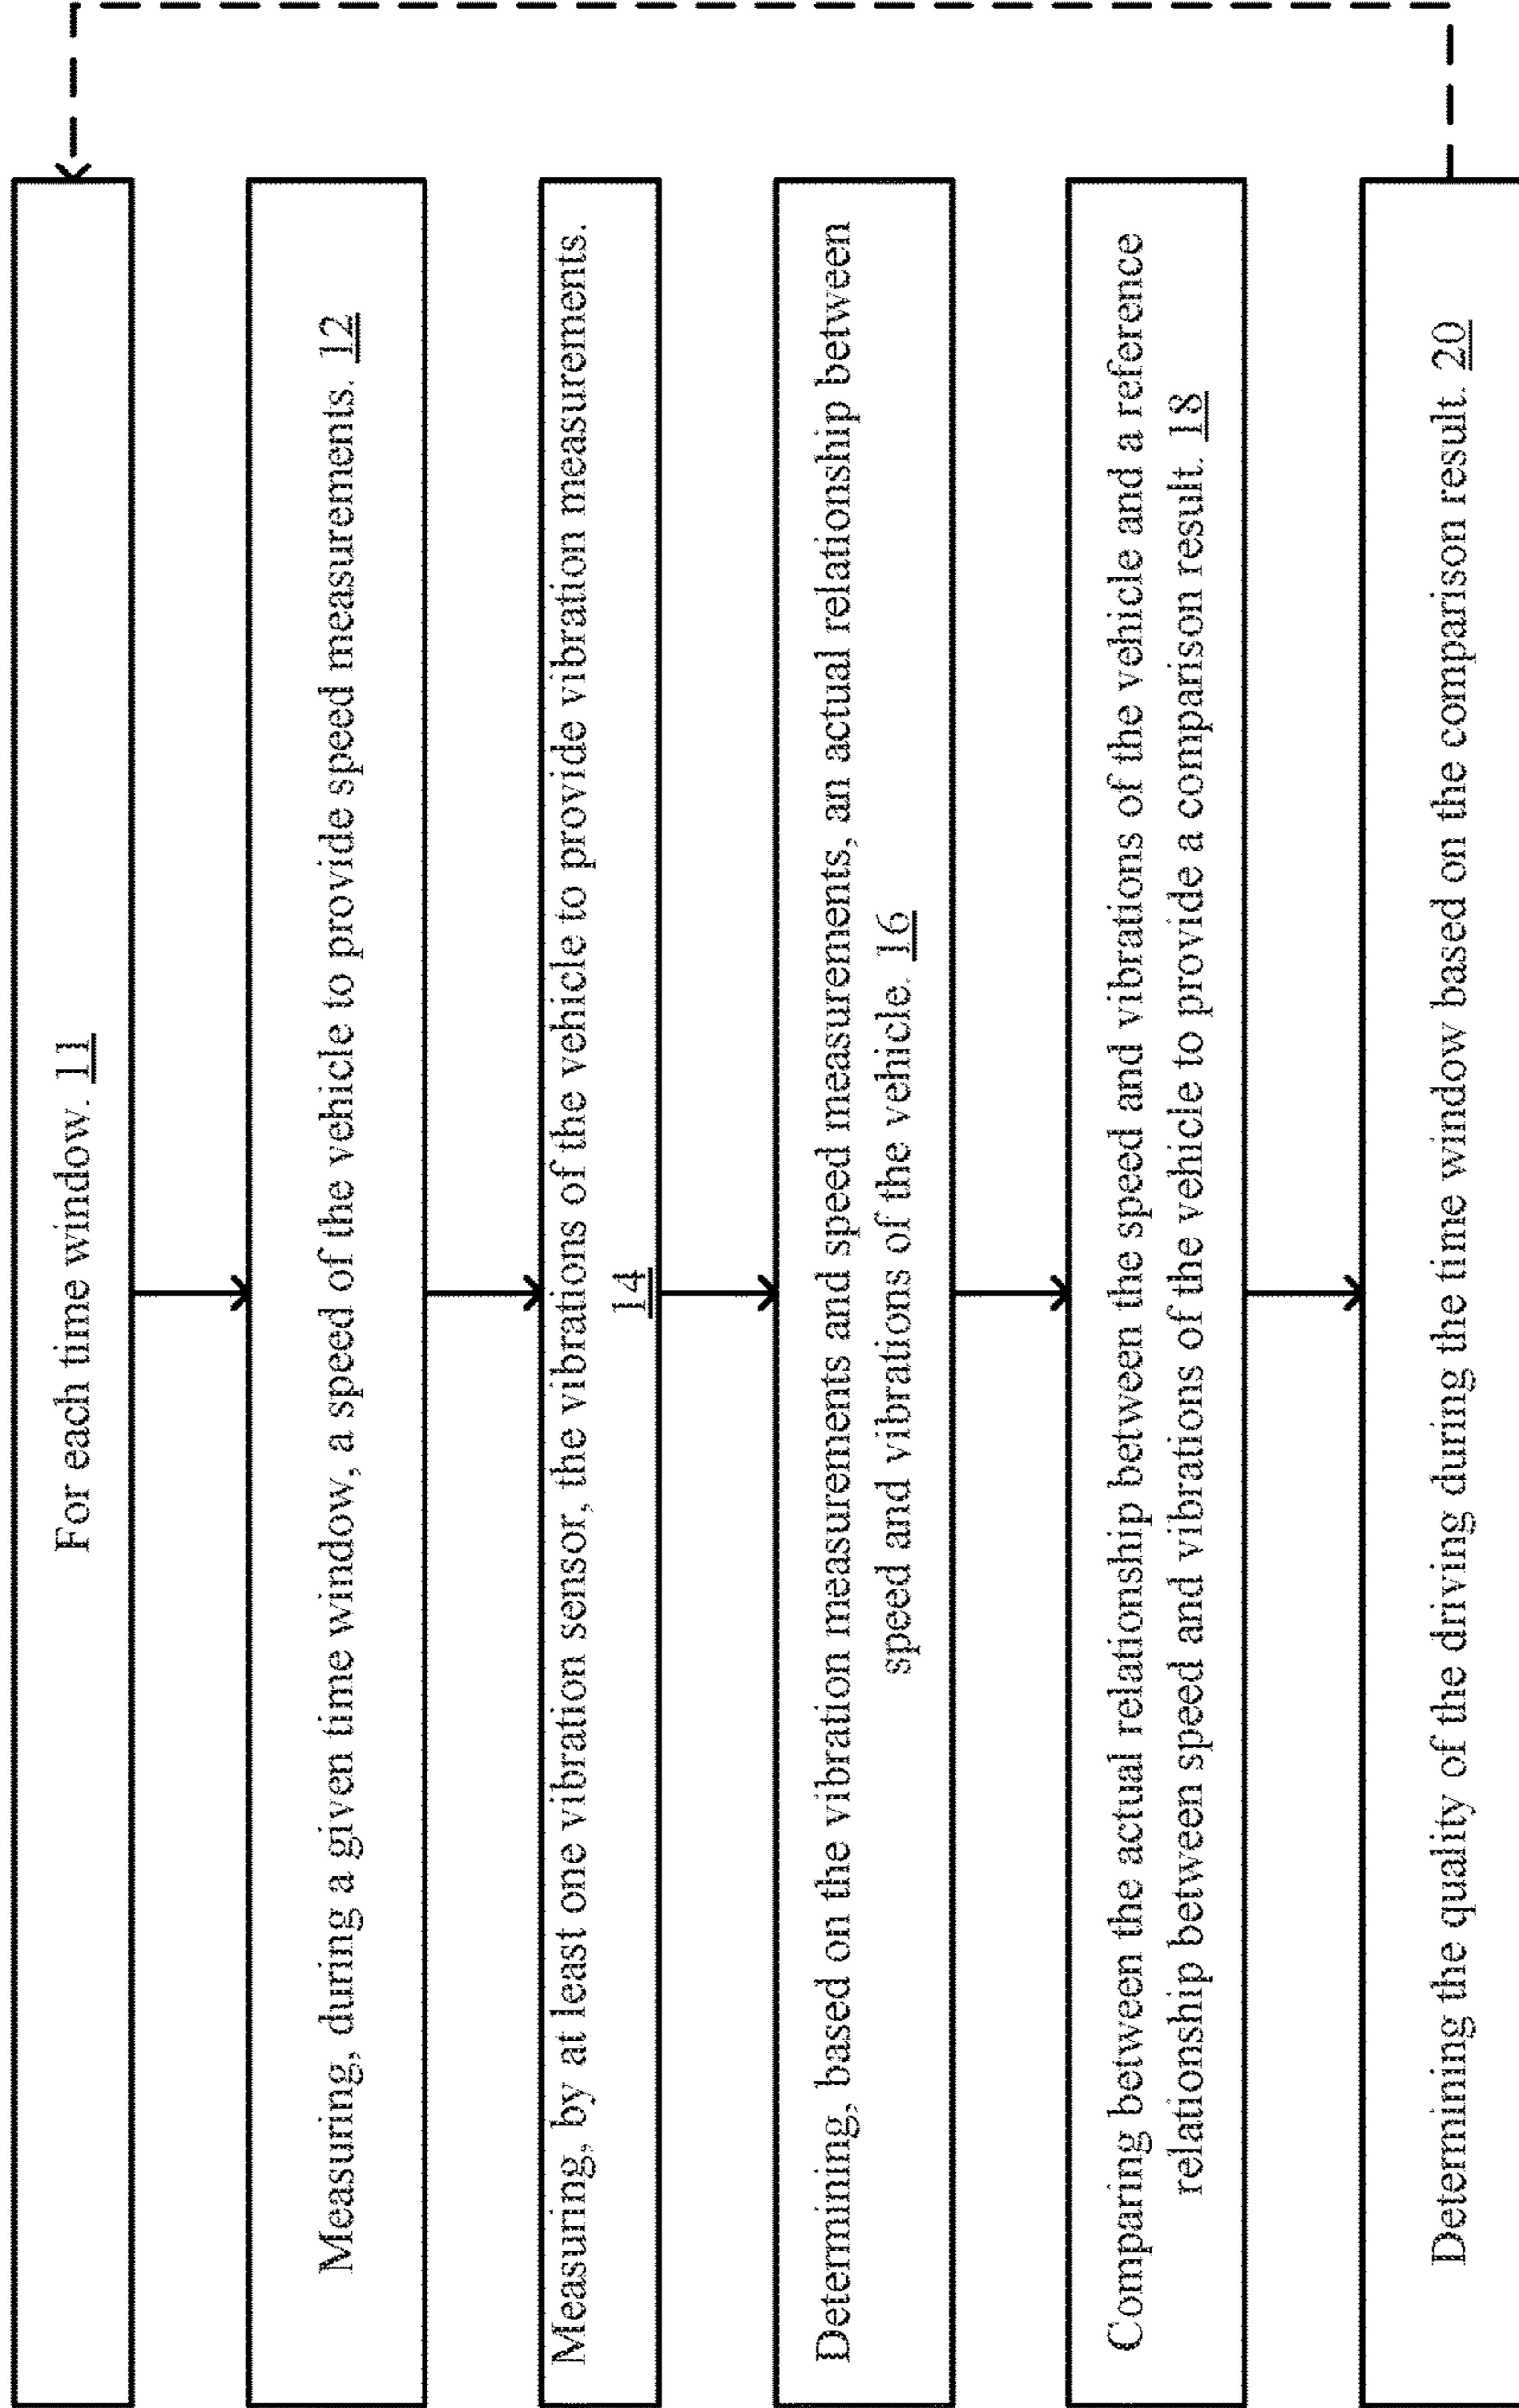 For each time window. 11
Measuring, during a given time window, a speed of the vehicle to provide speed measurements. 12
Measuring, by at least one vibration sensor, the vibrations of the vehicle to provide vibration measurements.
14
Determining, based on the vibration measurements and speed measurements, an actual relationship between
speed and vibrations of the vehicle. 16
Comparing between the actual relationship between the speed and vibrations of the vehicle and a reference
relationship between speed and vibrations of the vehicle to provide a comparison result. 18
Determining the quality of the driving during the time window based on the comparison result. 20